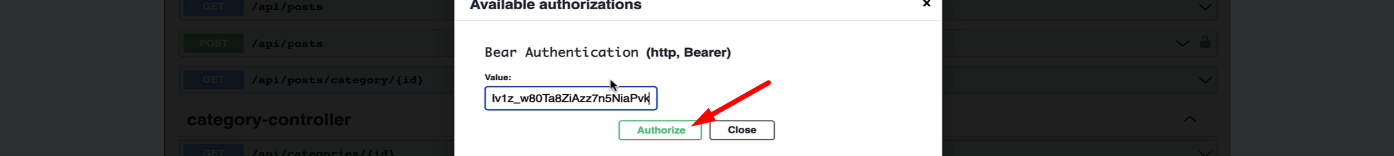 GET /api/posts
Available authorizations ×
POST /api/posts
Bear Authentication (http, Bearer)
GET /api/posts/category/{id}
Value:
Iv1z_w80Ta8ZiAzz7n5NiaPvk
category-controller
Authorize Close
GET /api/categories/{id}